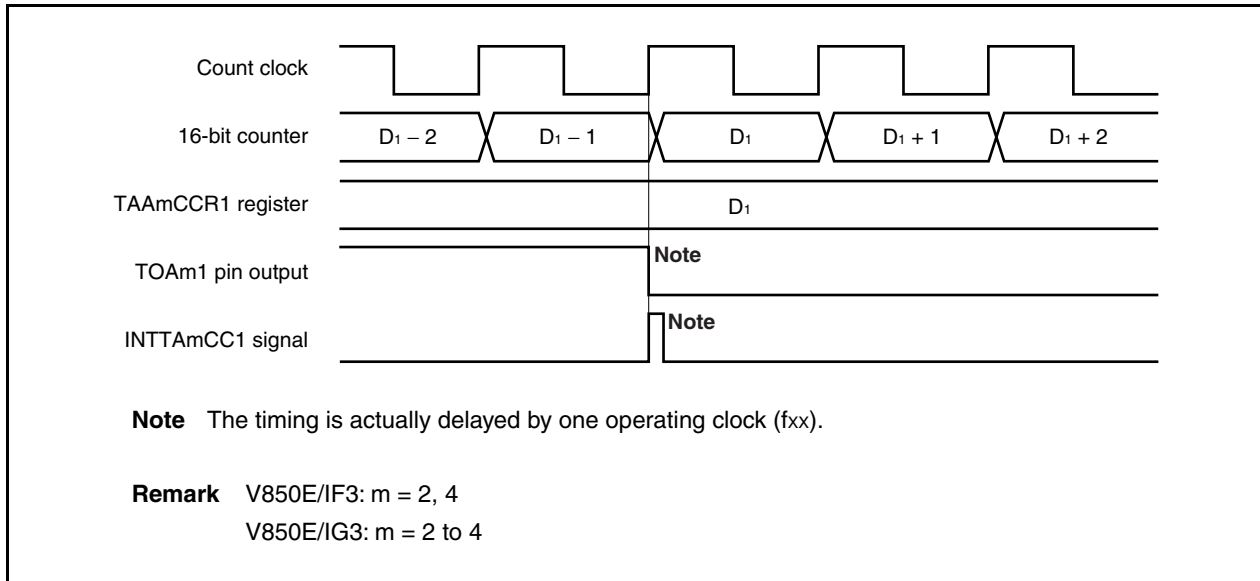 Count clock
16-bit counter D1 − 2 D1 − 1 D1 D1 + 1 D1 + 2
TAAmCCR1 register D1
TOAm1 pin output Note
INTTAmCC1 signal Note
Note The timing is actually delayed by one operating clock (fxx).
Remark V850E/IF3: m = 2, 4
V850E/IG3: m = 2 to 4